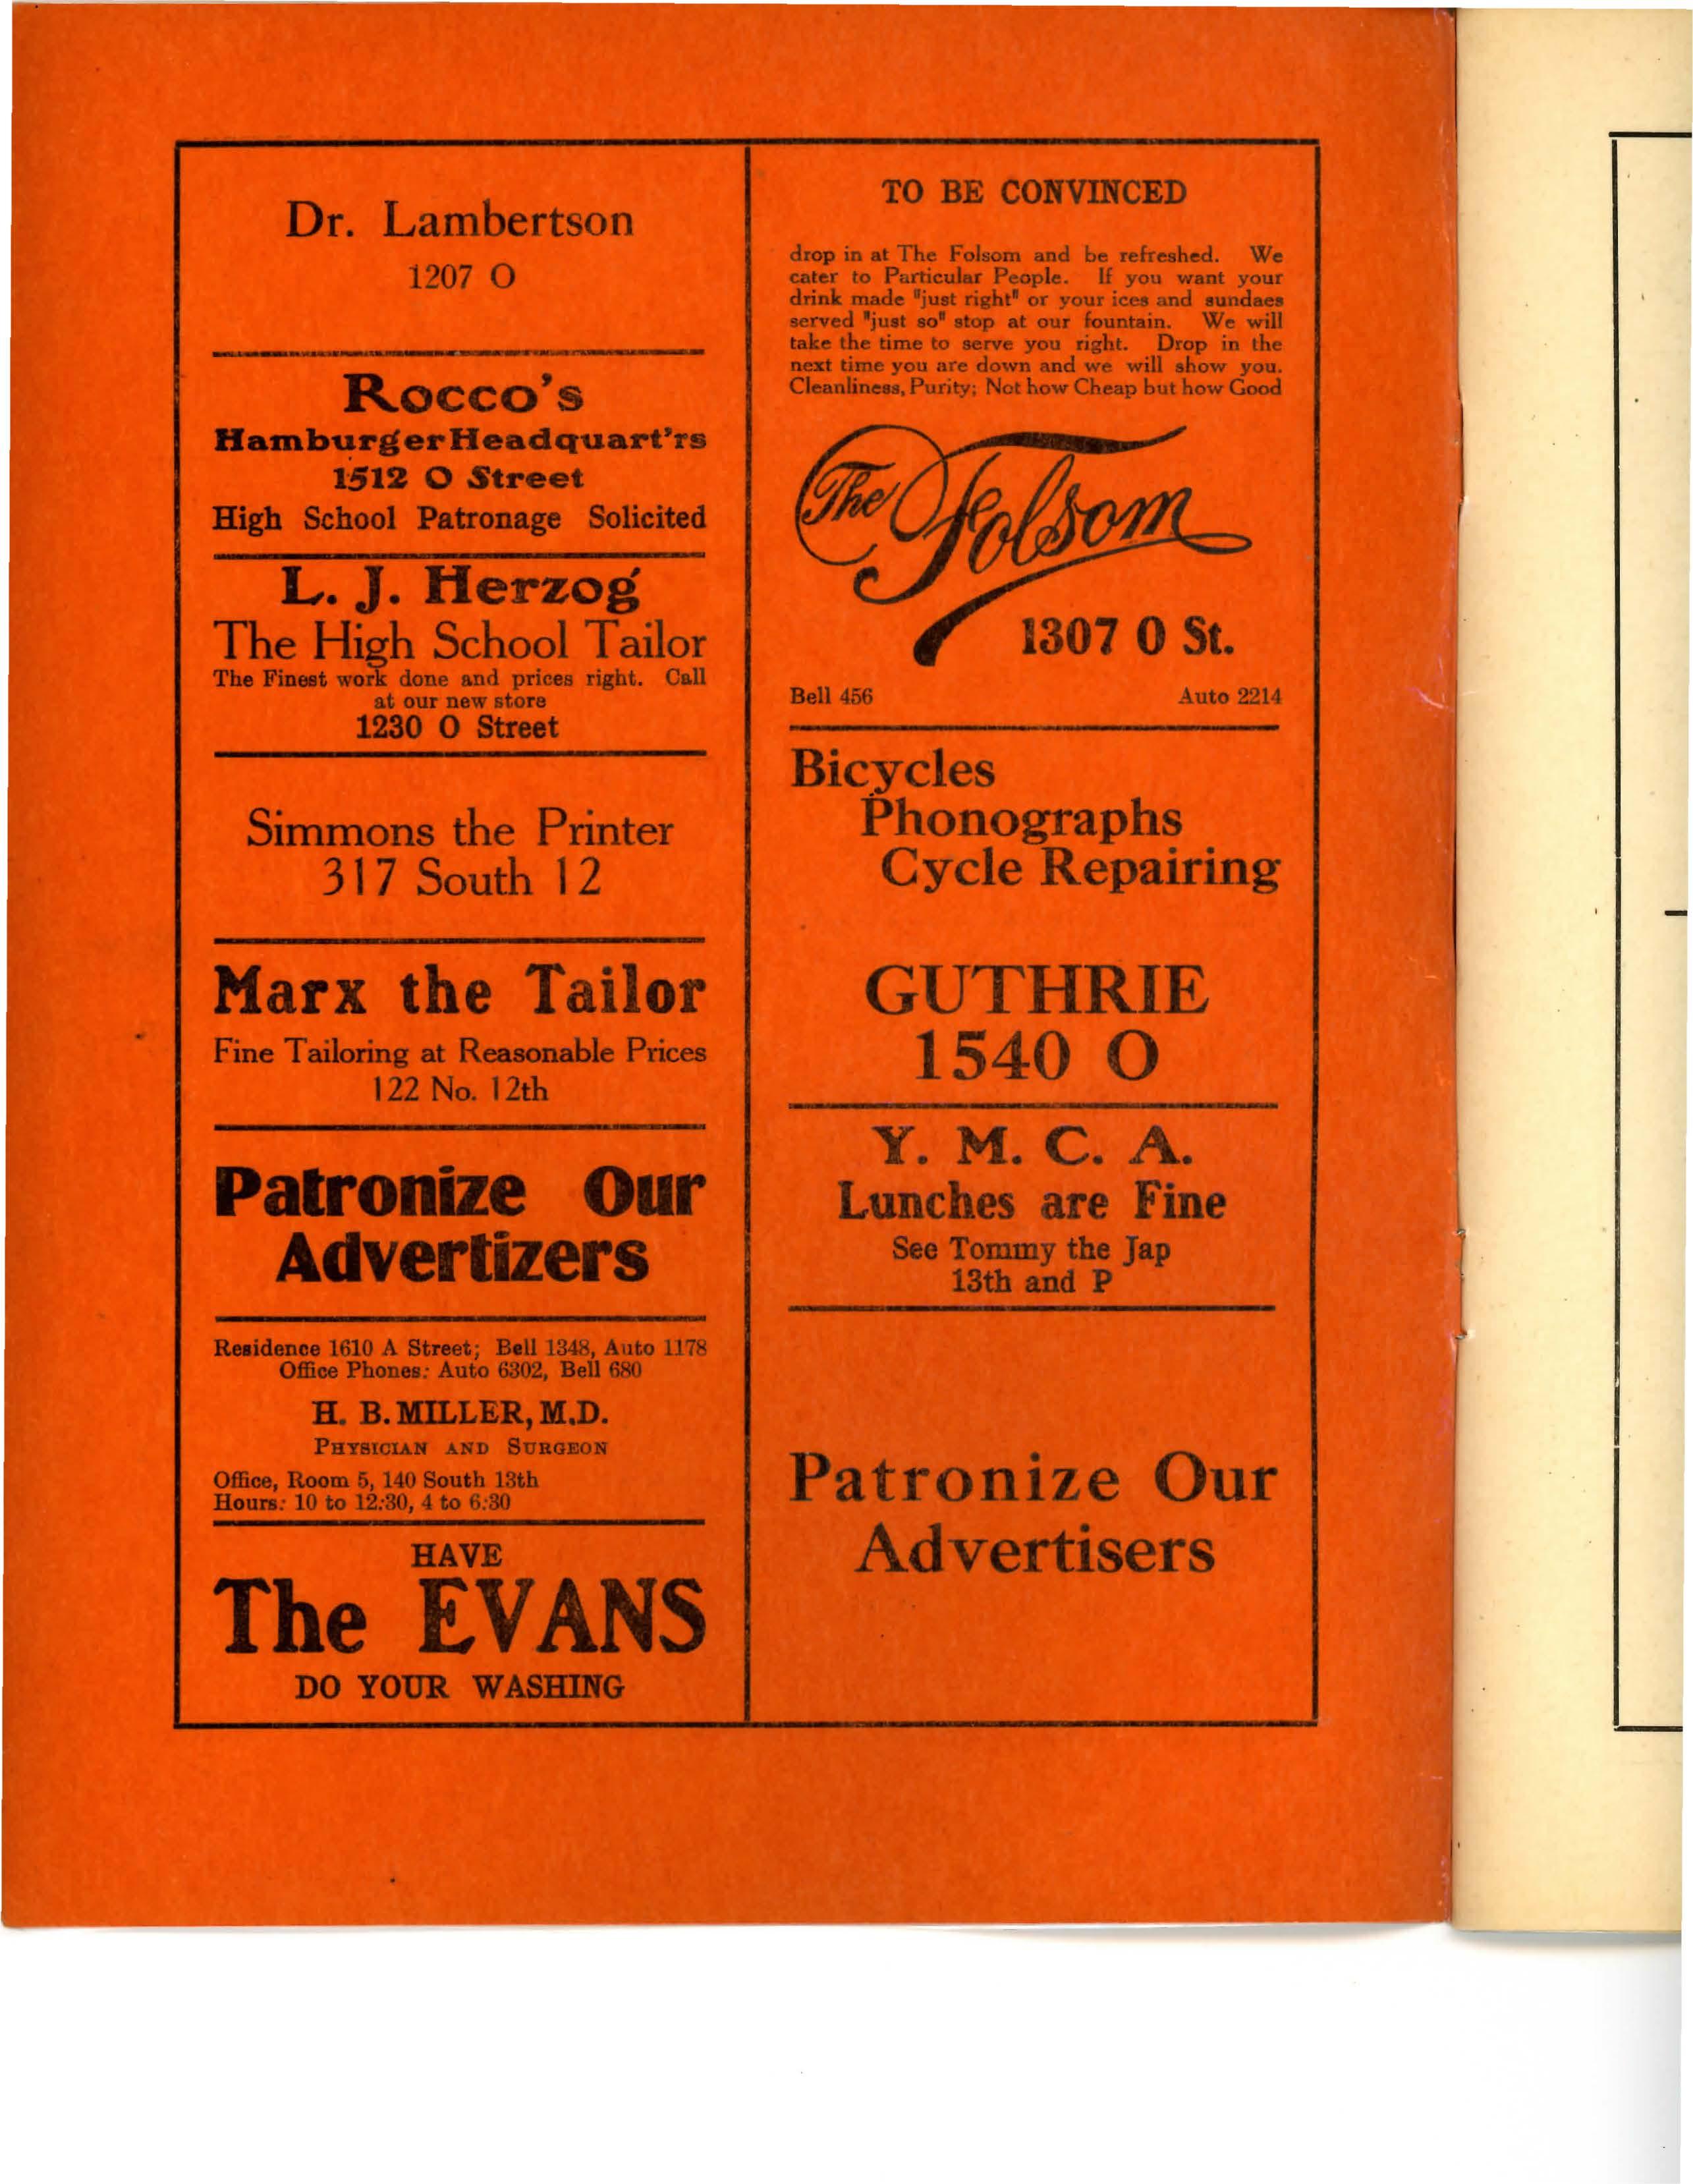 Dr. Lambertson
1207 O
Rocco's
Hamburger Headquart'rs
1512 O Street
High School Patronage Solicited
L. J. Herzog
The High School Tailor
The Finest work done and prices right. Call
at our new store
1230 O Street
Simmons the Printer
317 South 12
Marx the Tailor
Fine Tailoring at Reasonable Prices
122 No. 12th
Patronize Our
Advertizers
Residence 1610 A Street; Bell 1348, Auto 1178
Office Phones: Auto 6302, Bell 680
H. B. MILLER, M.D.
PHYSICIAN AND SURGEON
Office, Room 5, 140 South 13th
Hours: 10 to 12:30, 4 to 6:30
HAVE
The EVANS
DO YOUR WASHING
TO BE CONVINCED
drop in at The Folsom and be refreshed. We
cater to Particular People. If you want your
drink made "just right" or your ices and sundaes
served "just so" stop at our fountain. We will
take the time to serve you right. Drop in the
next time you are down and we will show you.
Cleanliness, Purity; Not how Cheap but how Good
The Folsom
1307 O St.
Bell 456 Auto 2214
Bicycles
Phonographs
Cycle Repairing
GUTHRIE
1540 O
Y. M. C. A.
Lunches are Fine
See Tommy the Jap
13th and P
Patronize Our
Advertisers